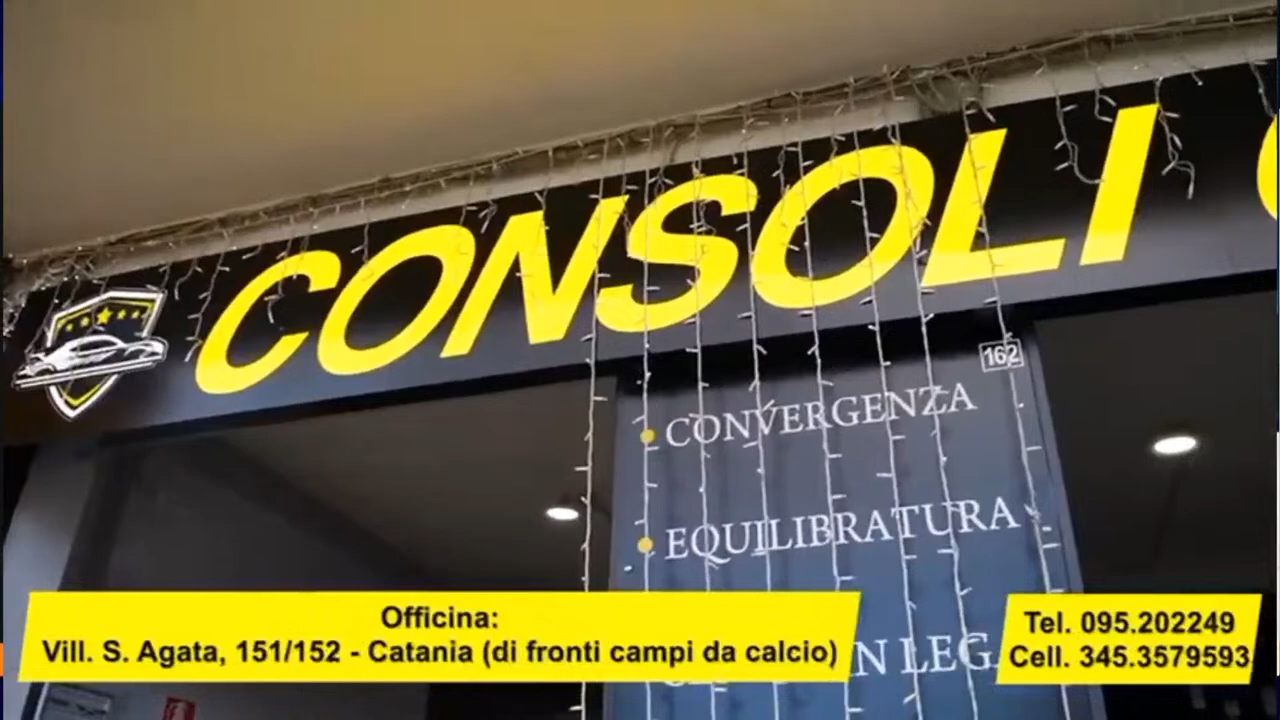 CONSOLI
162
CONVERGENZA
EQUILIBRATURA
N LEG
Officina:
Vill. S. Agata, 151/152 - Catania (di fronti campi da calcio)
Tel. 095.202249
Cell. 345.3579593